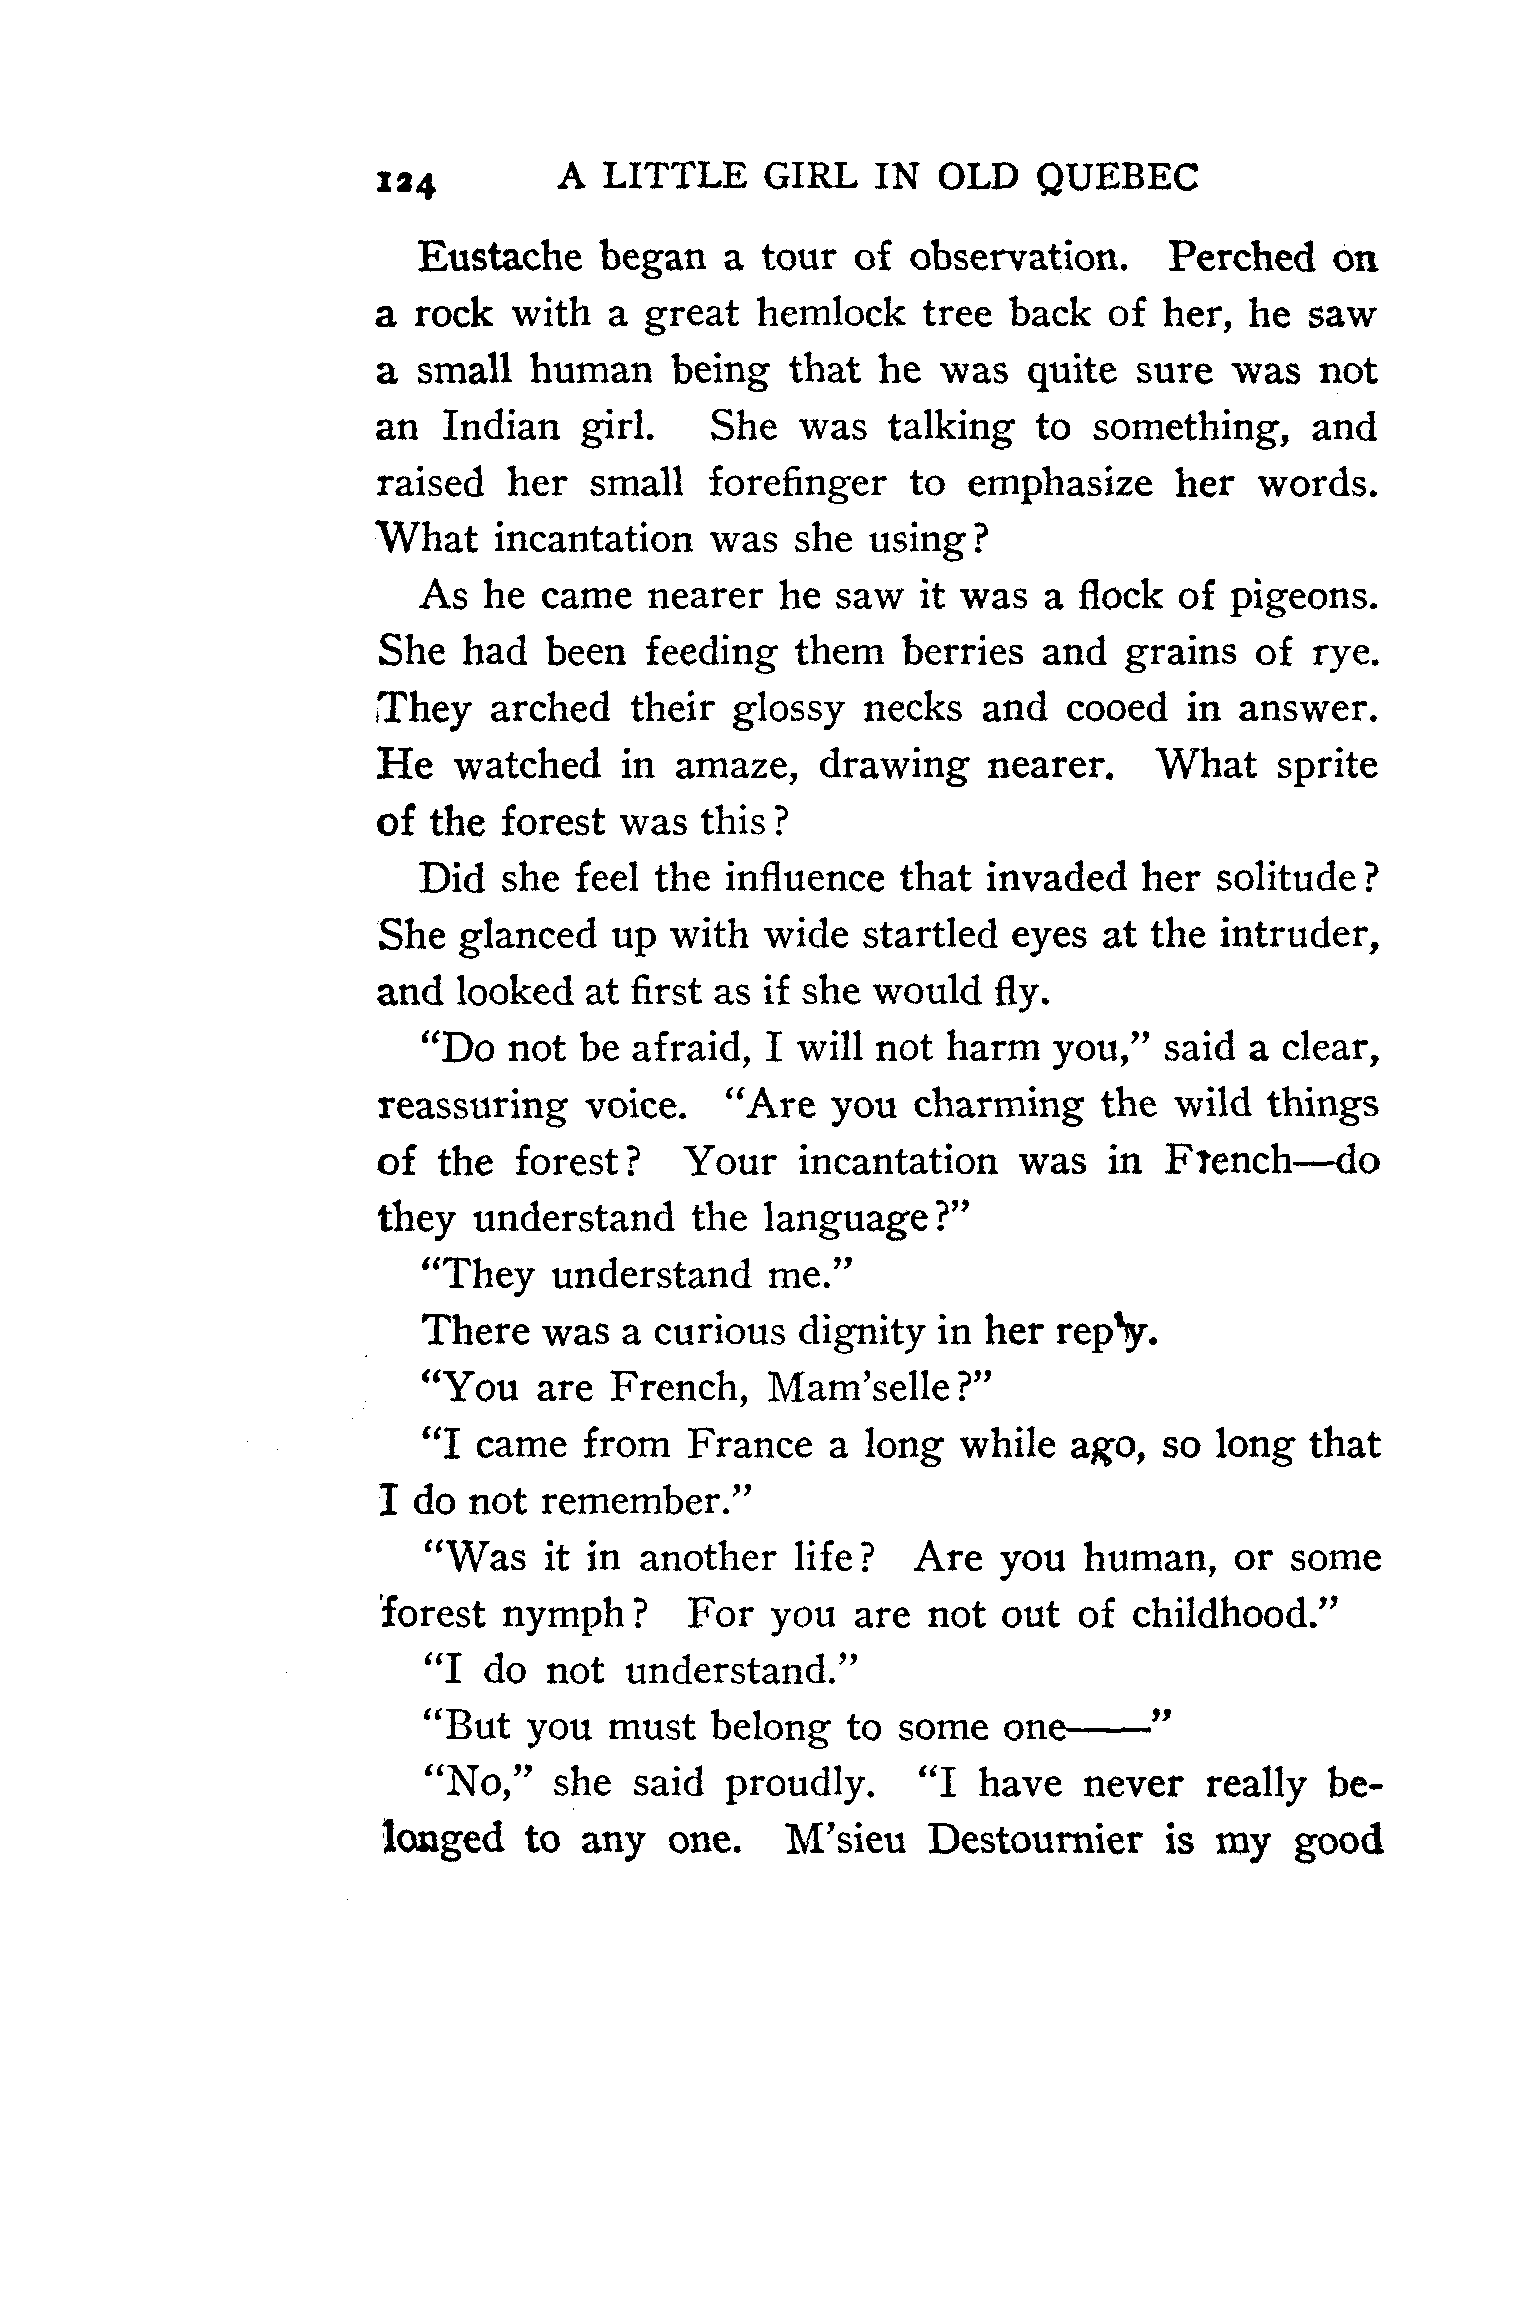 124 A LITTLE GIRL IN OLD QUEBEC
Eustache began a tour of observation. Perched on
a rock with a great hemlock tree back of her, he saw
a small human being that he was quite sure was not
an Indian girl. She was talking to something, and
raised her small forefinger to emphasize her words.
What incantation was she using?
As he came nearer he saw it was a flock of pigeons.
She had been feeding them berries and grains of rye.
They arched their glossy necks and cooed in answer.
He watched in amaze, drawing nearer. What sprite
of the forest was this?
Did she feel the influence that invaded her solitude?
She glanced up with wide startled eyes at the intruder,
and looked at first as if she would fly.
“Do not be afraid, I will not harm you,” said a clear,
reassuring voice. “Are you charming the wild things
of the forest? Your incantation was in French—do
they understand the language?”
“They understand me.”
There was a curious dignity in her reply.
“You are French, Mam’selle?”
“I came from France a long while ago, so long that
I do not remember.”
“Was it in another life? Are you human, or some
forest nymph? For you are not out of childhood.”
“I do not understand.”
“But you must belong to some one——”
“No,” she said proudly. “I have never really be-
longed to any one. M’sieu Destournier is my good